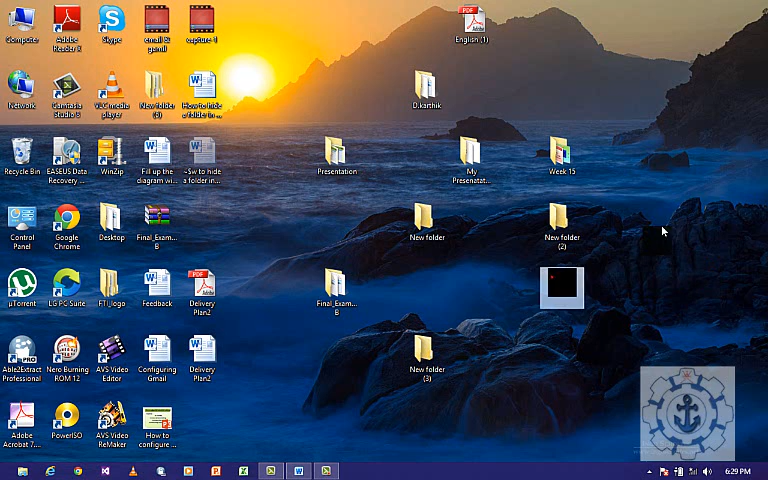 Computer
Adobe
Reader X
Skype
email &
gamil
capture 1
English (1)
Network
Camtasia
Studio 8
VLC media
player
New folder
(3)
How to hide
a folder in ...
D.karthik
Recycle Bin
EASEUS Data
Recovery ...
WinZip
Fill up the
diagram wi...
~$w to hide
a folder in...
Presentation
My
Presenatat...
Week 15
Control
Panel
Google
Chrome
Desktop
Final_Exam...
B
New folder
New folder
(2)
µTorrent
LG PC Suite
FTI_logo
Feedback
PDF
Delivery
Plan2
Final_Exam...
B
Able2Extract
Professional
Nero Burning
ROM 12
AVS Video
Editor
Configuring
Gmail
Delivery
Plan2
New folder
(3)
Adobe
Acrobat 7....
PowerISO
AVS Video
ReMaker
How to
configure ...
6:29 PM